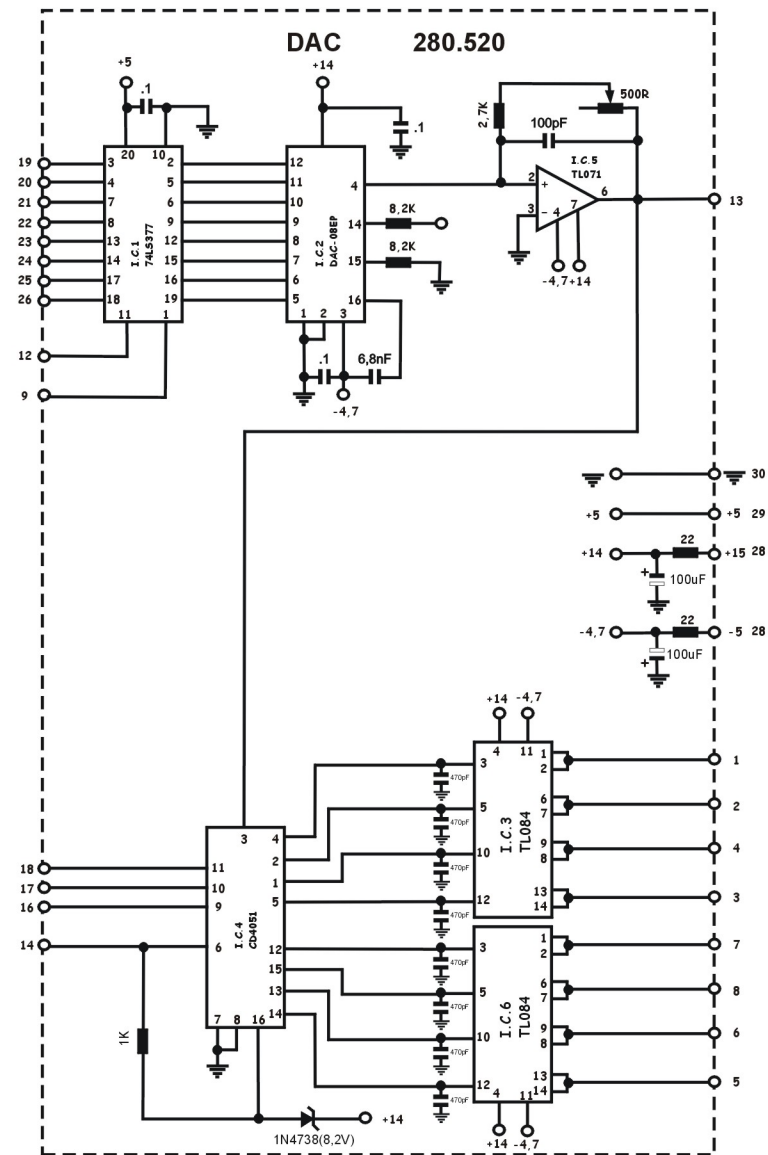 DAC 280.520
+5
.1
+14
.1
2,7K
500R
100pF
I.C.5
TL071
20 10
19 3 2 12
20 4 5 11
21 7 6 10
22 8 9 9
23 13 12 8
24 14 15 7
25 17 16 6
26 18 19 5
11 1
I.C.1
74LS377
I.C.2
DAC-08EP
4
14 8,2K
15 8,2K
16
1 2 3
2 +
3 -
4 7
6
13
-4,7 +14
12
9
.1
6,8nF
-4,7
30
+5 +5 29
+14 22 +15 28
+ 100uF
-4,7 22 -5 28
+ 100uF
+14 -4,7
4 11
3 1
2
5 6
7
10 9
8
12 13
14
I.C.3
TL084
1
2
4
3
470pF
470pF
470pF
470pF
3
4
2
1
5
12
15
13
14
18 11
17 10
16 9
14 6
I.C.4
CD4051
7 8 16
470pF
470pF
470pF
470pF
3 1
2
5 6
7
10 9
8
12 13
14
4 11
I.C.6
TL084
7
8
6
5
+14 -4,7
1K
+14
1N4738(8,2V)